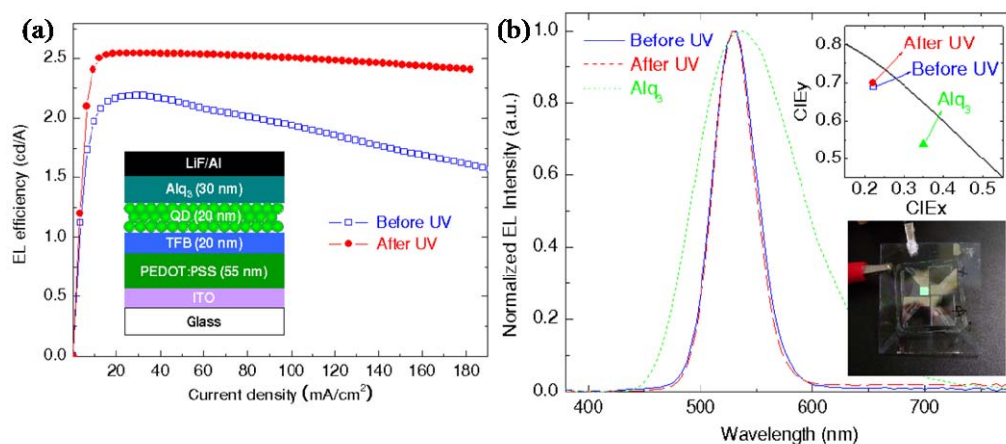 (a)
EL efficiency (cd/A)
2.5
2.0
1.5
1.0
0.5
0.0
LiF/Al
Alq₃ (30 nm)
QD (20 nm)
TFB (20 nm)
PEDOT:PSS (55 nm)
ITO
Glass
Before UV
After UV
20 40 60 80 100 120 140 160 180
Current density (mA/cm²)
(b)
Normalized EL Intensity (a.u.)
1.0
0.8
0.6
0.4
0.2
0.0
Before UV
After UV
Alq₃
400 500 600 700
Wavelength (nm)
CIEy
0.8
0.7
0.6
0.5
After UV
Before UV
Alq₃
0.2 0.3 0.4 0.5
CIEx